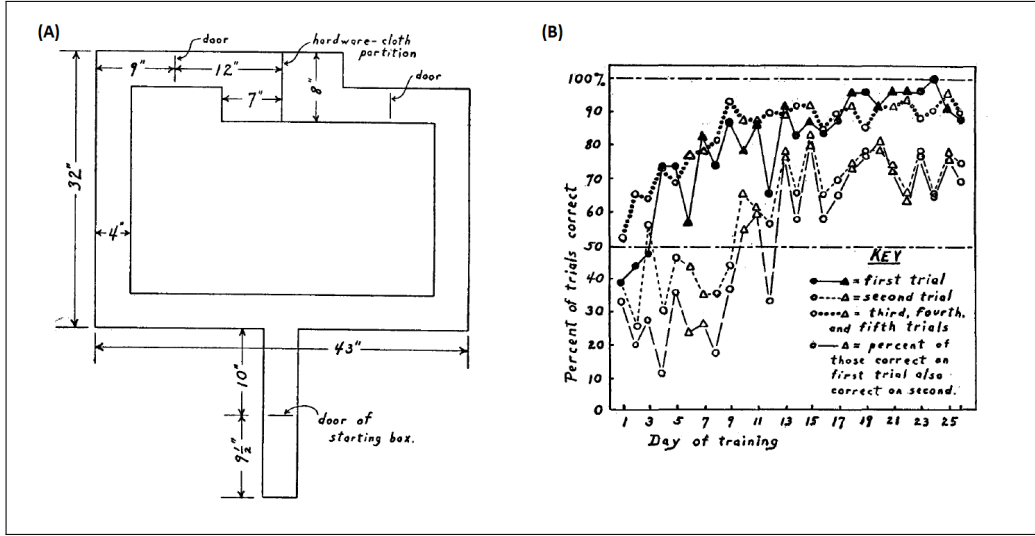 (A)
door
hardware-cloth
partition
9"
12"
door
7"
8"
32"
4"
43"
10"
door of
starting box.
9½"
(B)
100%
90
80
70
60
50
40
30
20
10
0
Percent of trials correct
KEY
= first trial
= second trial
= third, fourth,
and fifth trials
= percent of
those correct on
first trial also
correct on second.
1 3 5 7 9 11 13 15 17 19 21 23 25
Day of training